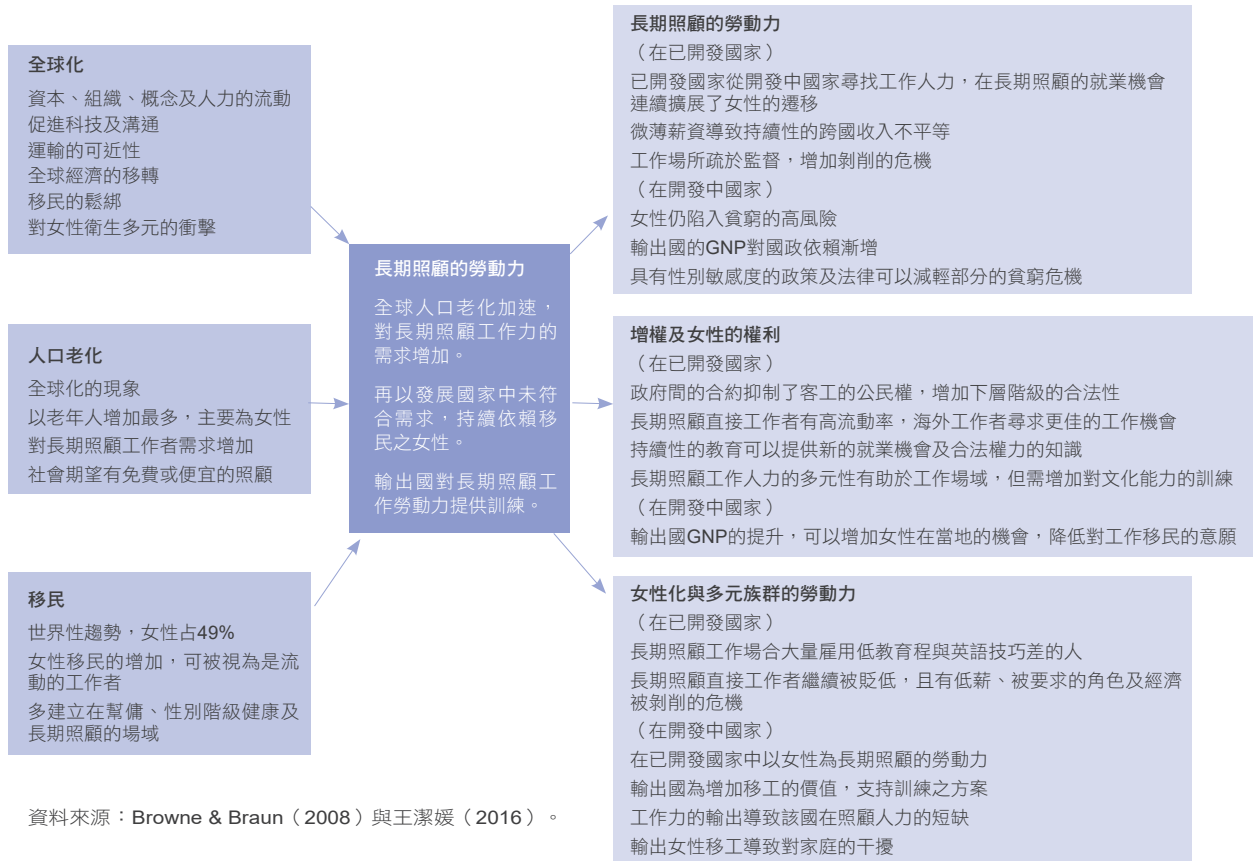 全球化
資本、組織、概念及人力的流動
促進科技及溝通
運輸的可近性
全球經濟的移轉
移民的鬆綁
對女性衛生多元的衝擊
人口老化
全球化的現象
以老年人增加最多，主要為女性
對長期照顧工作者需求增加
社會期望有免費或便宜的照顧
移民
世界性趨勢，女性占49%
女性移民的增加，可被視為是流
動的工作者
多建立在幫傭、性別階級健康及
長期照顧的場域
長期照顧的勞動力
全球人口老化加速，
對長期照顧工作力的
需求增加。
再以發展國家中未符
合需求，持續依賴移
民之女性。
輸出國對長期照顧工
作勞動力提供訓練。
長期照顧的勞動力
（在已開發國家）
已開發國家從開發中國家尋找工作人力，在長期照顧的就業機會
連續擴展了女性的遷移
微薄薪資導致持續性的跨國收入不平等
工作場所疏於監督，增加剝削的危機
（在開發中國家）
女性仍陷入貧窮的高風險
輸出國的GNP對國政依賴漸增
具有性別敏感度的政策及法律可以減輕部分的貧窮危機
增權及女性的權利
（在已開發國家）
政府間的合約抑制了客工的公民權，增加下層階級的合法性
長期照顧直接工作者有高流動率，海外工作者尋求更佳的工作機會
持續性的教育可以提供新的就業機會及合法權力的知識
長期照顧工作人力的多元性有助於工作場域，但需增加對文化能力的訓練
（在開發中國家）
輸出國GNP的提升，可以增加女性在當地的機會，降低對工作移民的意願
女性化與多元族群的勞動力
（在已開發國家）
長期照顧工作場合大量雇用低教育程與英語技巧差的人
長期照顧直接工作者繼續被貶低，且有低薪、被要求的角色及經濟
被剝削的危機
（在開發中國家）
在已開發國家中以女性為長期照顧的勞動力
輸出國為增加移工的價值，支持訓練之方案
工作力的輸出導致該國在照顧人力的短缺
輸出女性移工導致對家庭的干擾
資料來源：Browne & Braun（2008）與王潔媛（2016）。